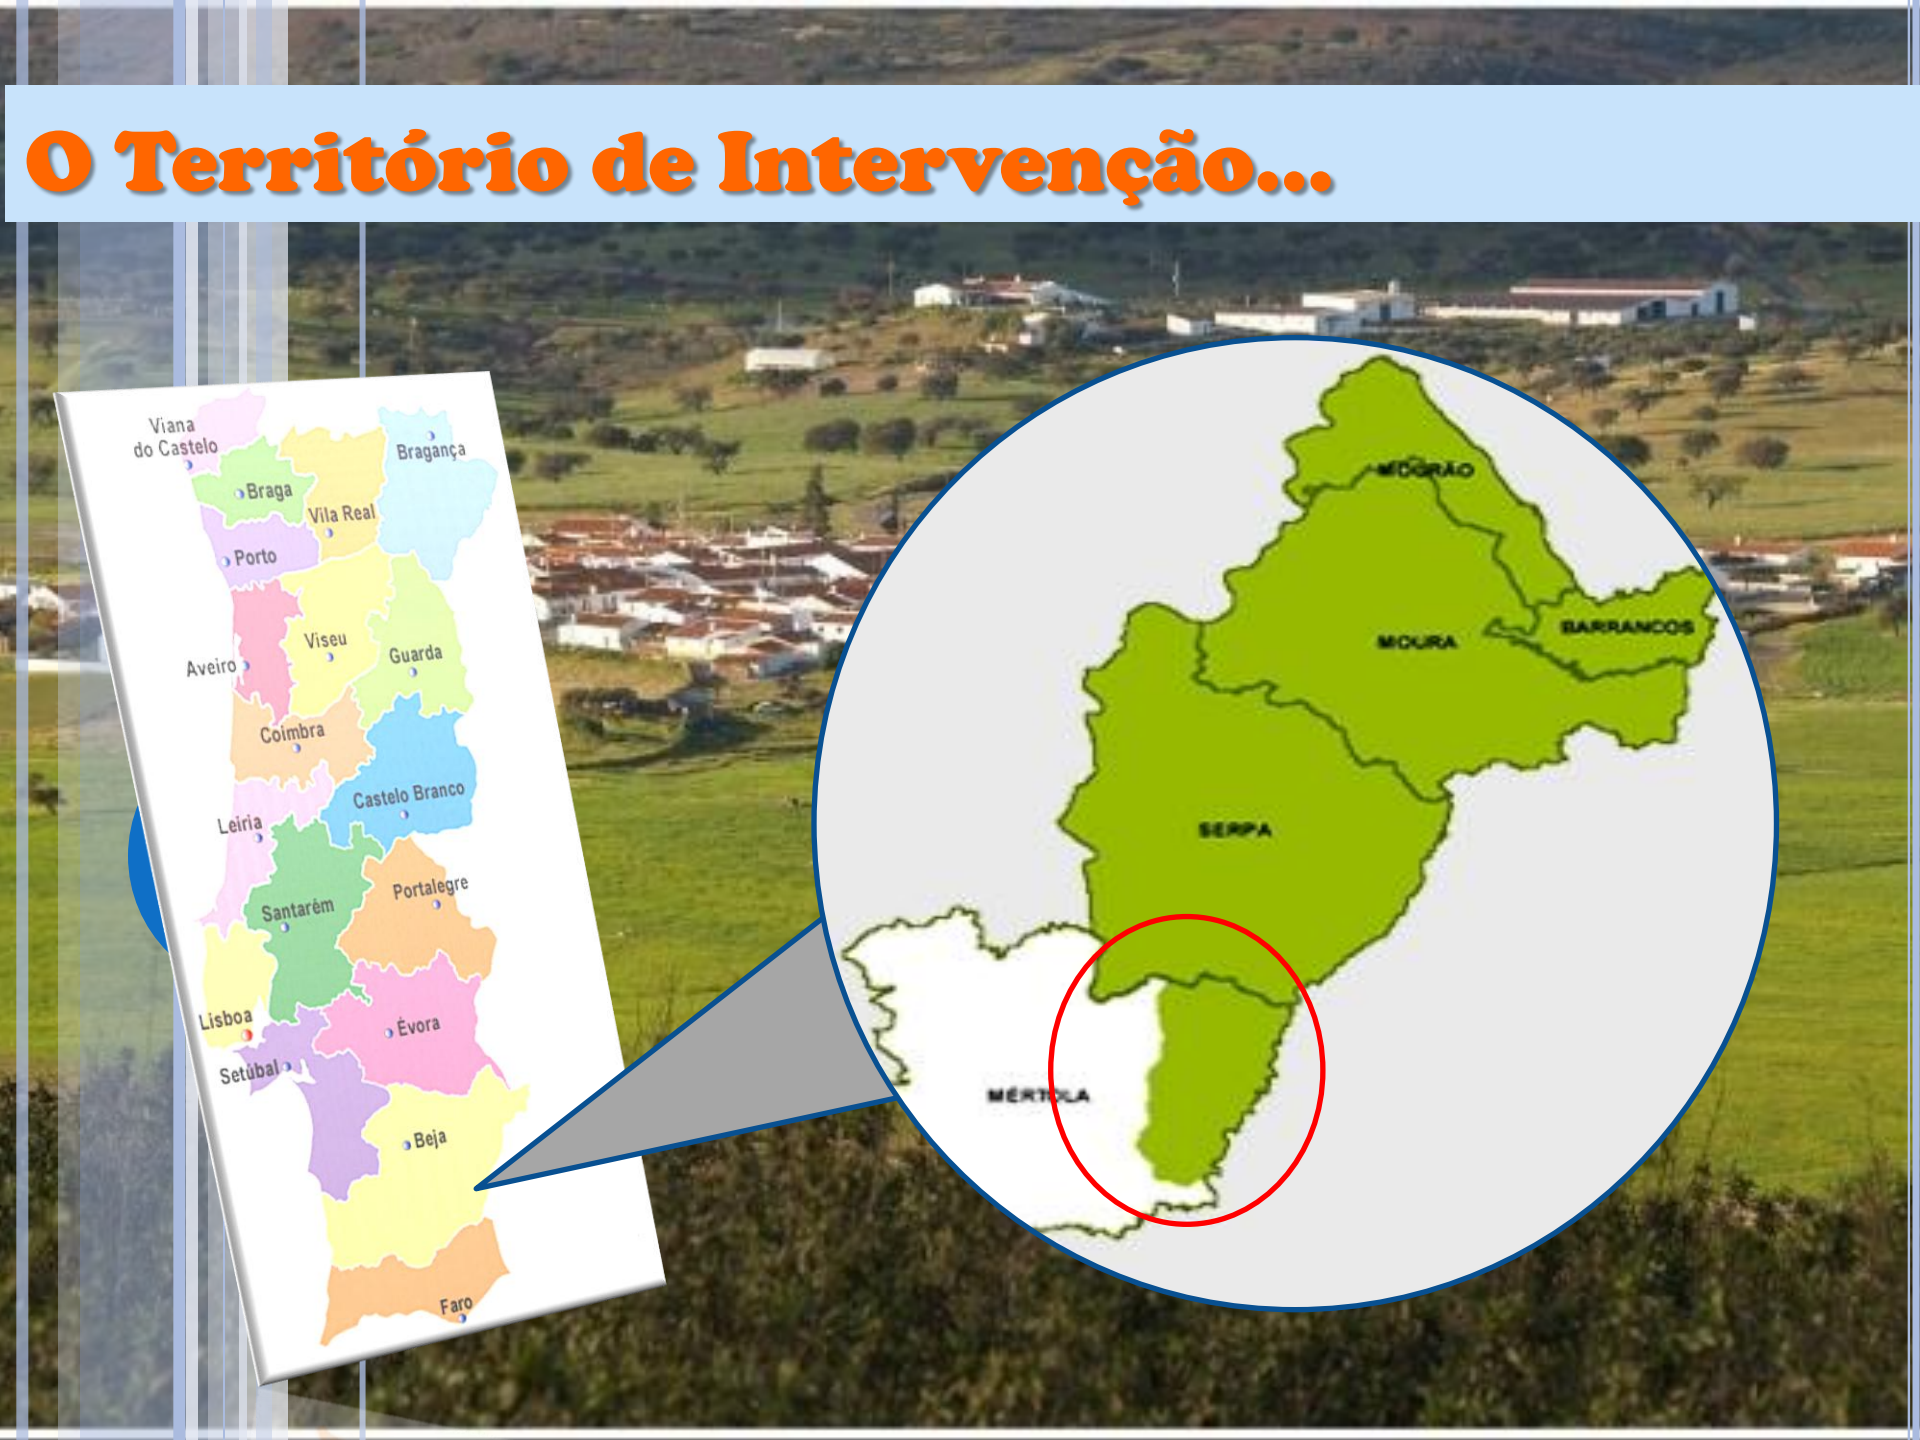 O Território de Intervenção...
Viana
do Castelo
Bragança
Braga
Vila Real
Porto
Viseu
Guarda
Aveiro
Coimbra
Castelo Branco
Leiria
Portalegre
Santarém
Lisboa
Évora
Setúbal
Beja
Faro
MOURÃO
BARRANCOS
MOURA
SERPA
MÉRTOLA